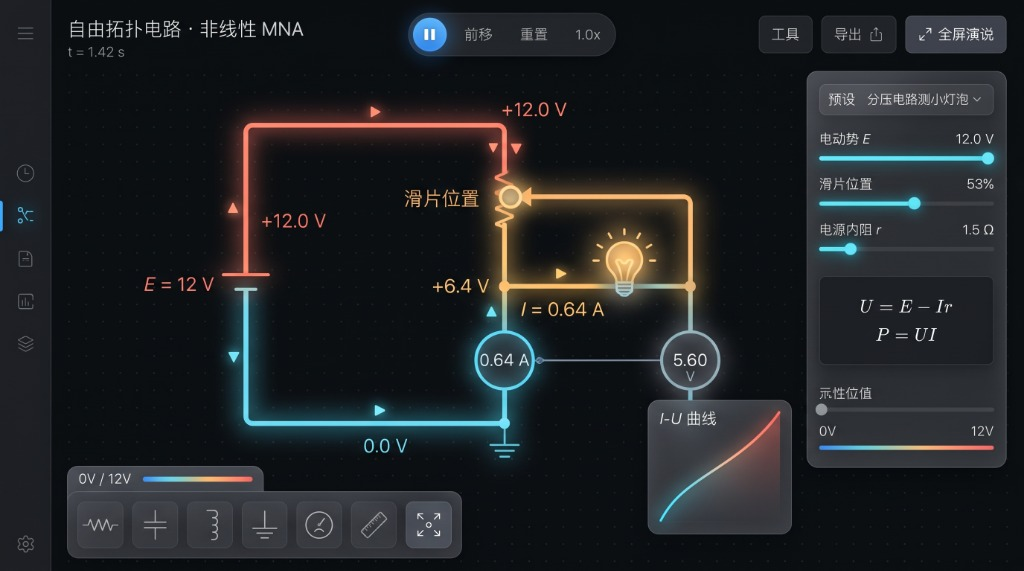 自由拓扑电路 · 非线性 MNA
t = 1.42 s
前移 重置 1.0x
工具 导出 全屏演说
+12.0 V
滑片位置
+12.0 V
E = 12 V
+6.4 V
I = 0.64 A
0.64 A
5.60
V
0.0 V
I-U 曲线
0V / 12V
预设 分压电路测小灯泡
电动势 E 12.0 V
滑片位置 53%
电源内阻 r 1.5 Ω
U = E − Ir
P = UI
示性位值
0V 12V